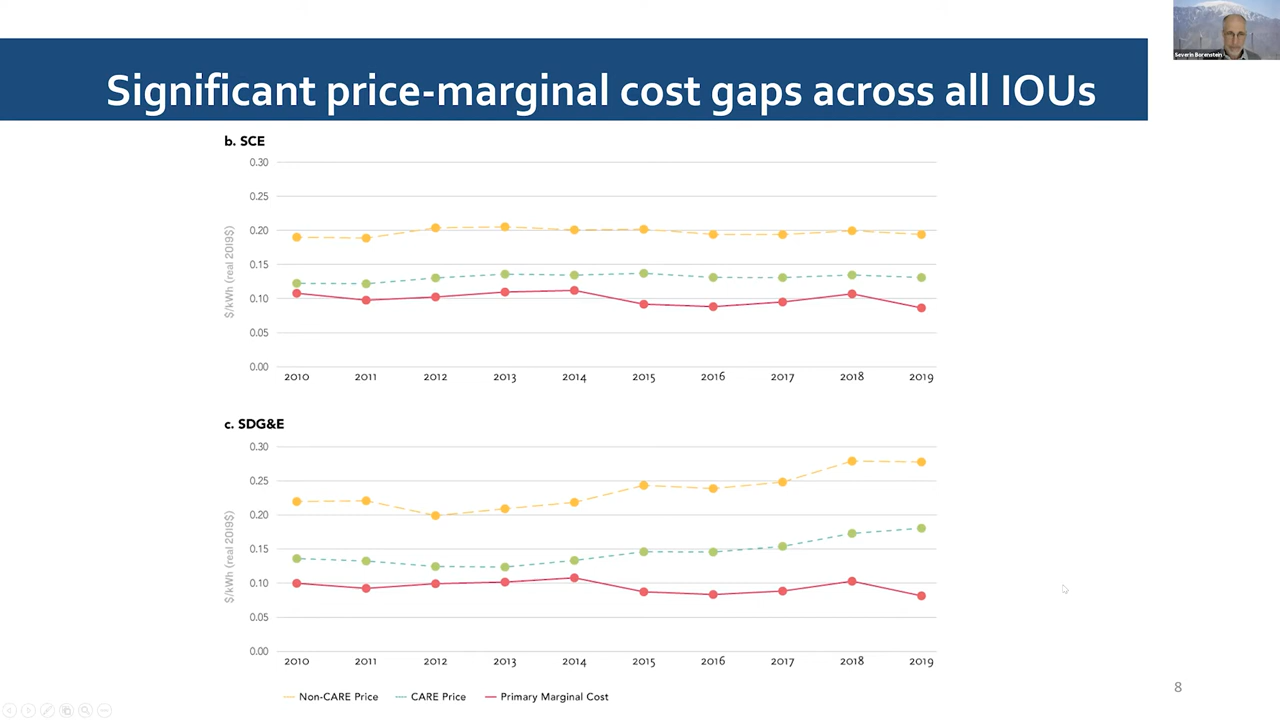 Significant price-marginal cost gaps across all IOUs
Severin Borenstein
b. SCE
0.30
0.25
0.20
0.15
0.10
0.05
0.00
$/kWh (real 2019$)
2010 2011 2012 2013 2014 2015 2016 2017 2018 2019
c. SDG&E
0.30
0.25
0.20
0.15
0.10
0.05
0.00
$/kWh (real 2019$)
2010 2011 2012 2013 2014 2015 2016 2017 2018 2019
Non-CARE Price CARE Price Primary Marginal Cost
8